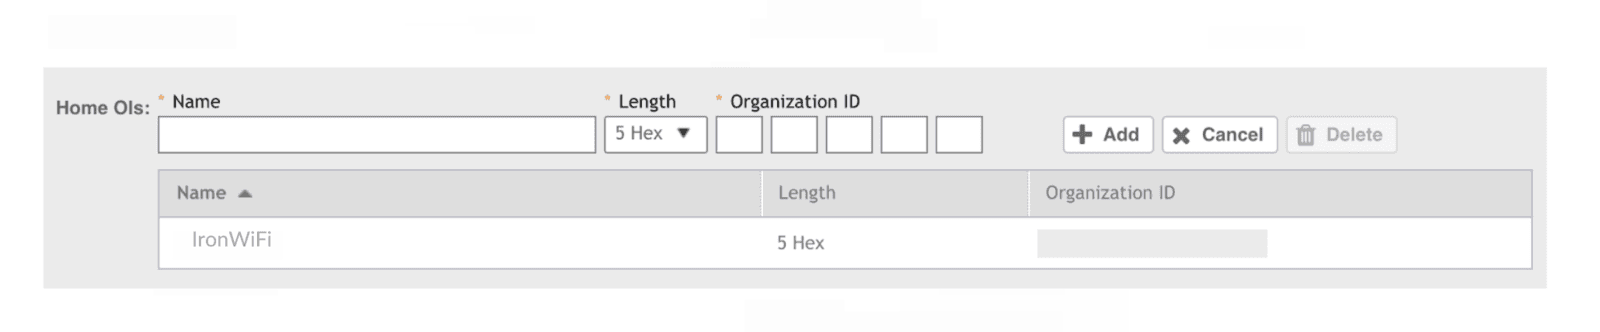 Home OIs: * Name * Length * Organization ID
5 Hex ▼ Add Cancel Delete
Name Length Organization ID
IronWiFi 5 Hex